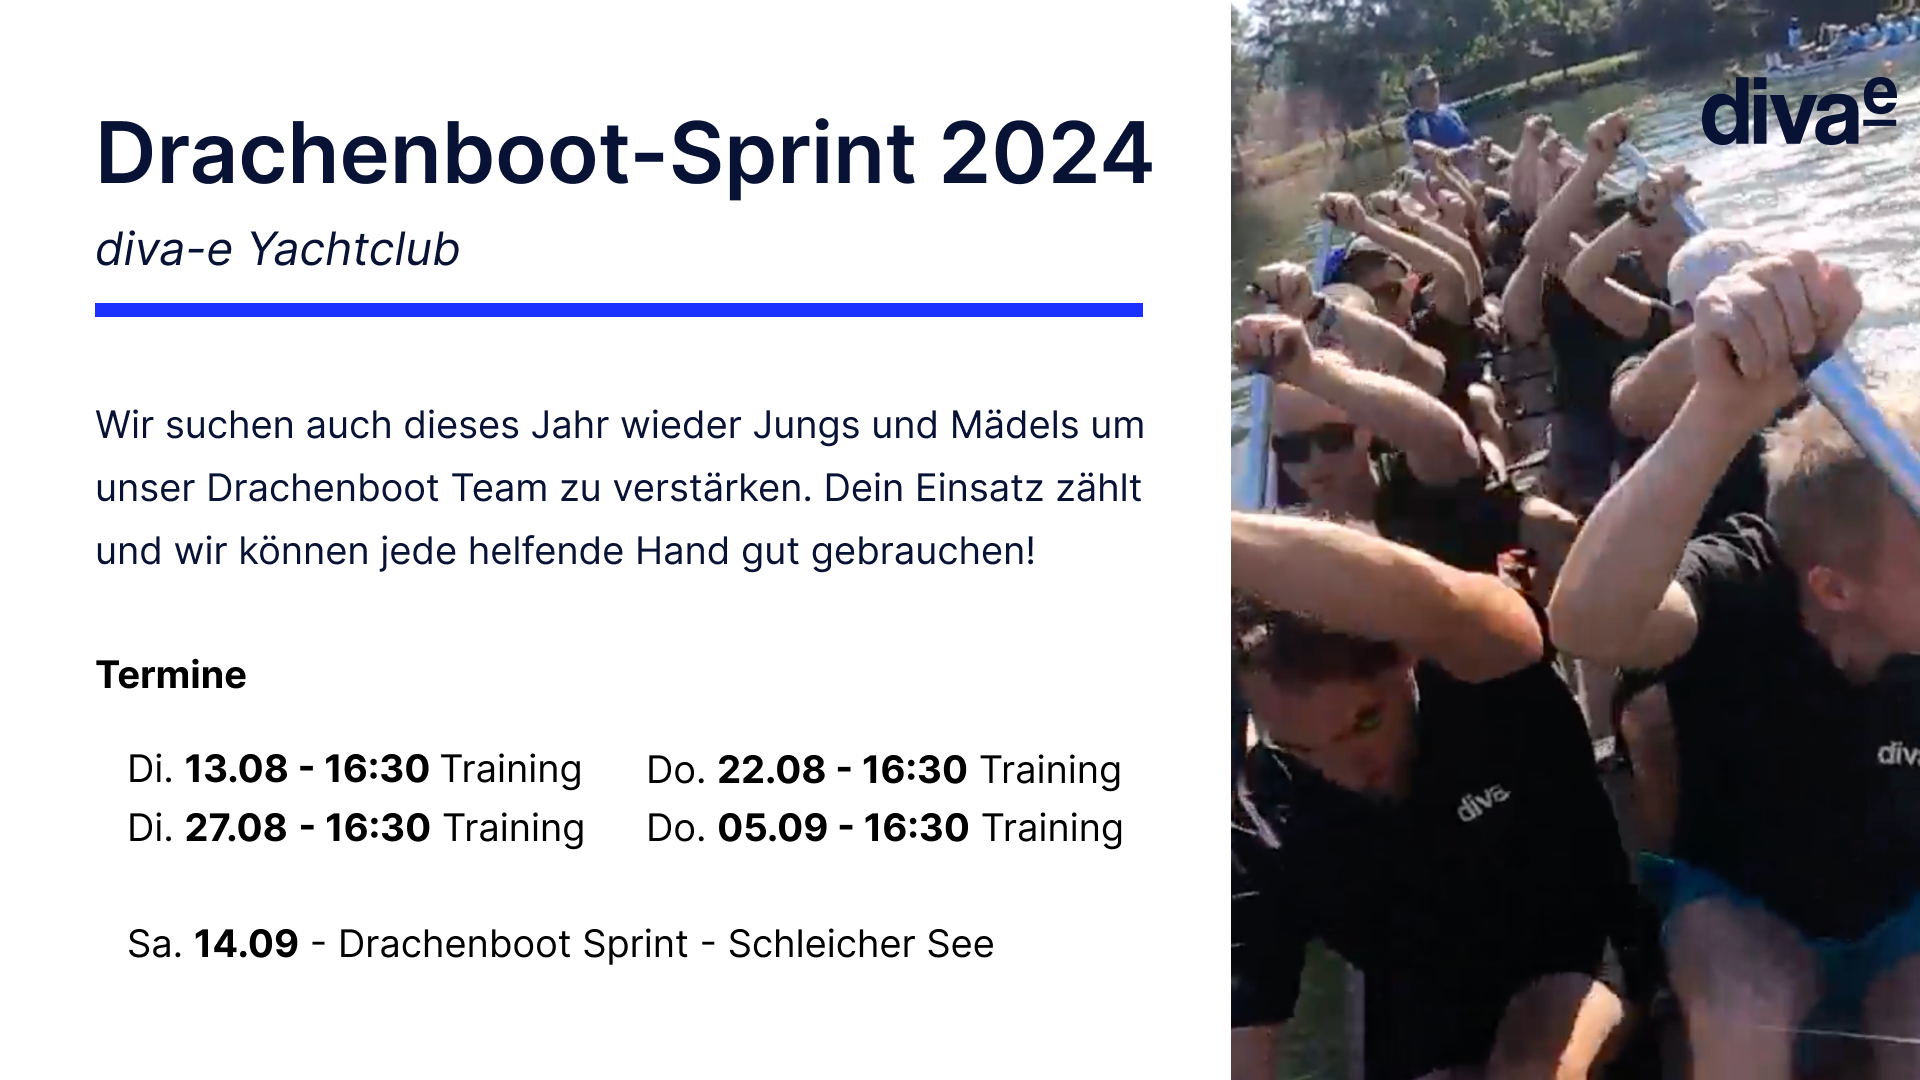 Drachenboot-Sprint 2024
diva-e Yachtclub
Wir suchen auch dieses Jahr wieder Jungs und Mädels um
unser Drachenboot Team zu verstärken. Dein Einsatz zählt
und wir können jede helfende Hand gut gebrauchen!
Termine
Di. 13.08 - 16:30 Training
Do. 22.08 - 16:30 Training
Di. 27.08 - 16:30 Training
Do. 05.09 - 16:30 Training
Sa. 14.09 - Drachenboot Sprint - Schleicher See
divae
diva
div